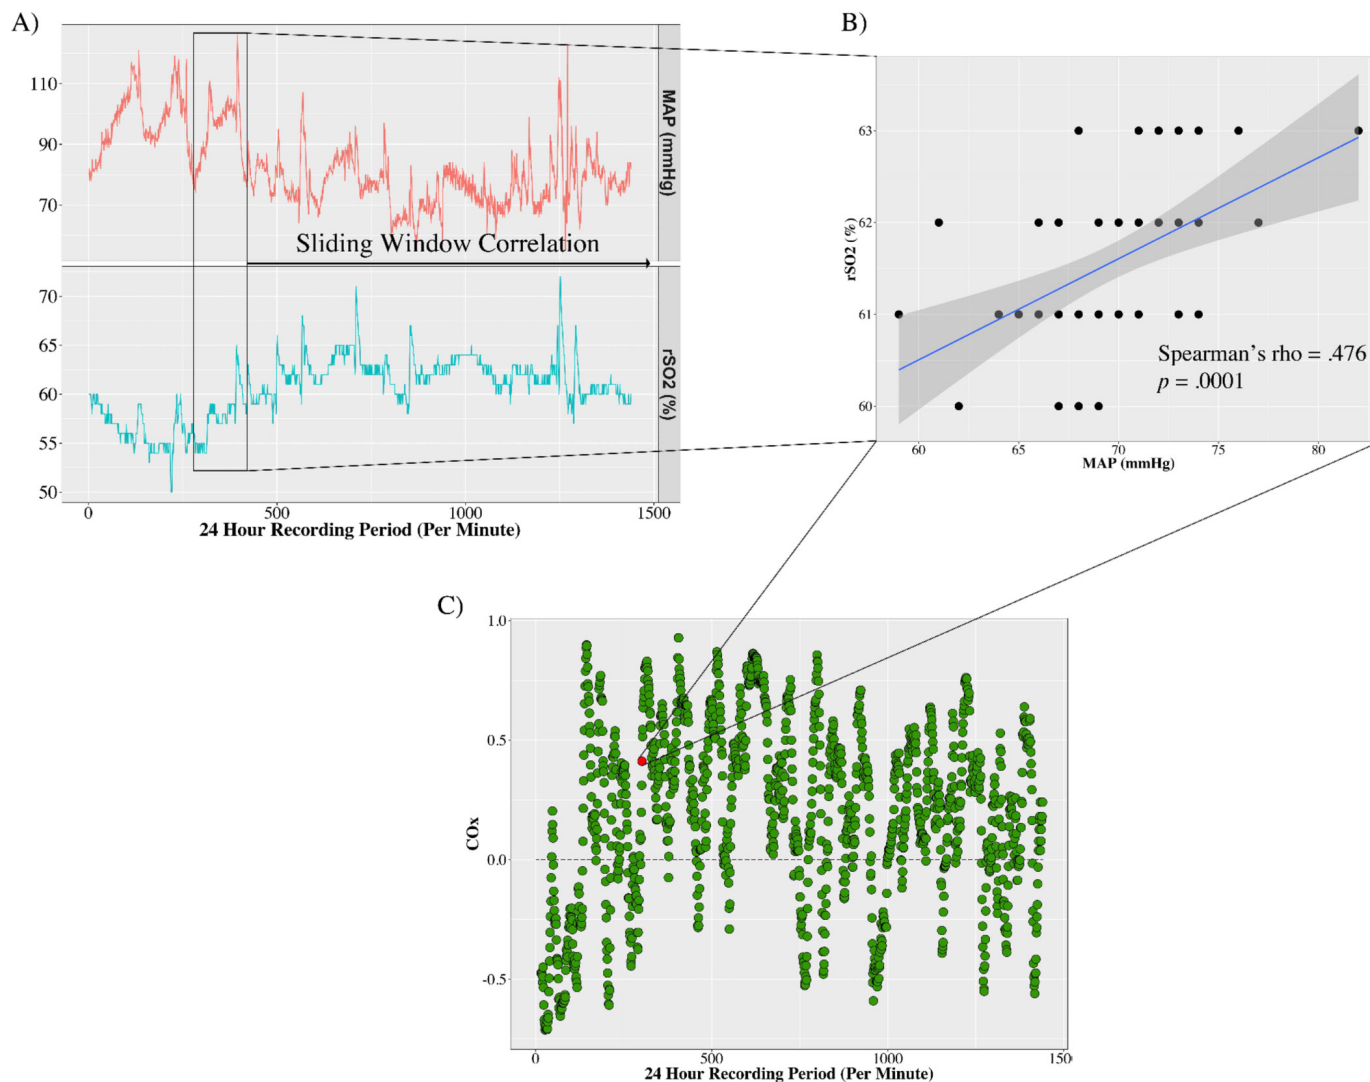 A)
110
90
70
MAP (mmHg)
Sliding Window Correlation
70
65
60
55
50
rSO2 (%)
0
500
1000
1500
24 Hour Recording Period (Per Minute)
B)
63
62
61
60
rSO2 (%)
Spearman's rho = .476
p = .0001
60
65
70
75
80
MAP (mmHg)
C)
1.0
0.5
0.0
-0.5
COx
0
500
1000
1500
24 Hour Recording Period (Per Minute)